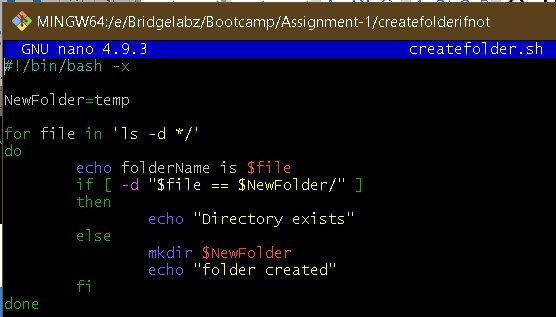 MINGW64:/e/Bridgelabz/Bootcamp/Assignment-1/createfolderifnot
GNU nano 4.9.3 createfolder.sh
#!/bin/bash -x
NewFolder=temp
for file in 'ls -d */'
do
echo folderName is $file
if [ -d "$file == $NewFolder/" ]
then
echo "Directory exists"
else
mkdir $NewFolder
echo "folder created"
fi
done